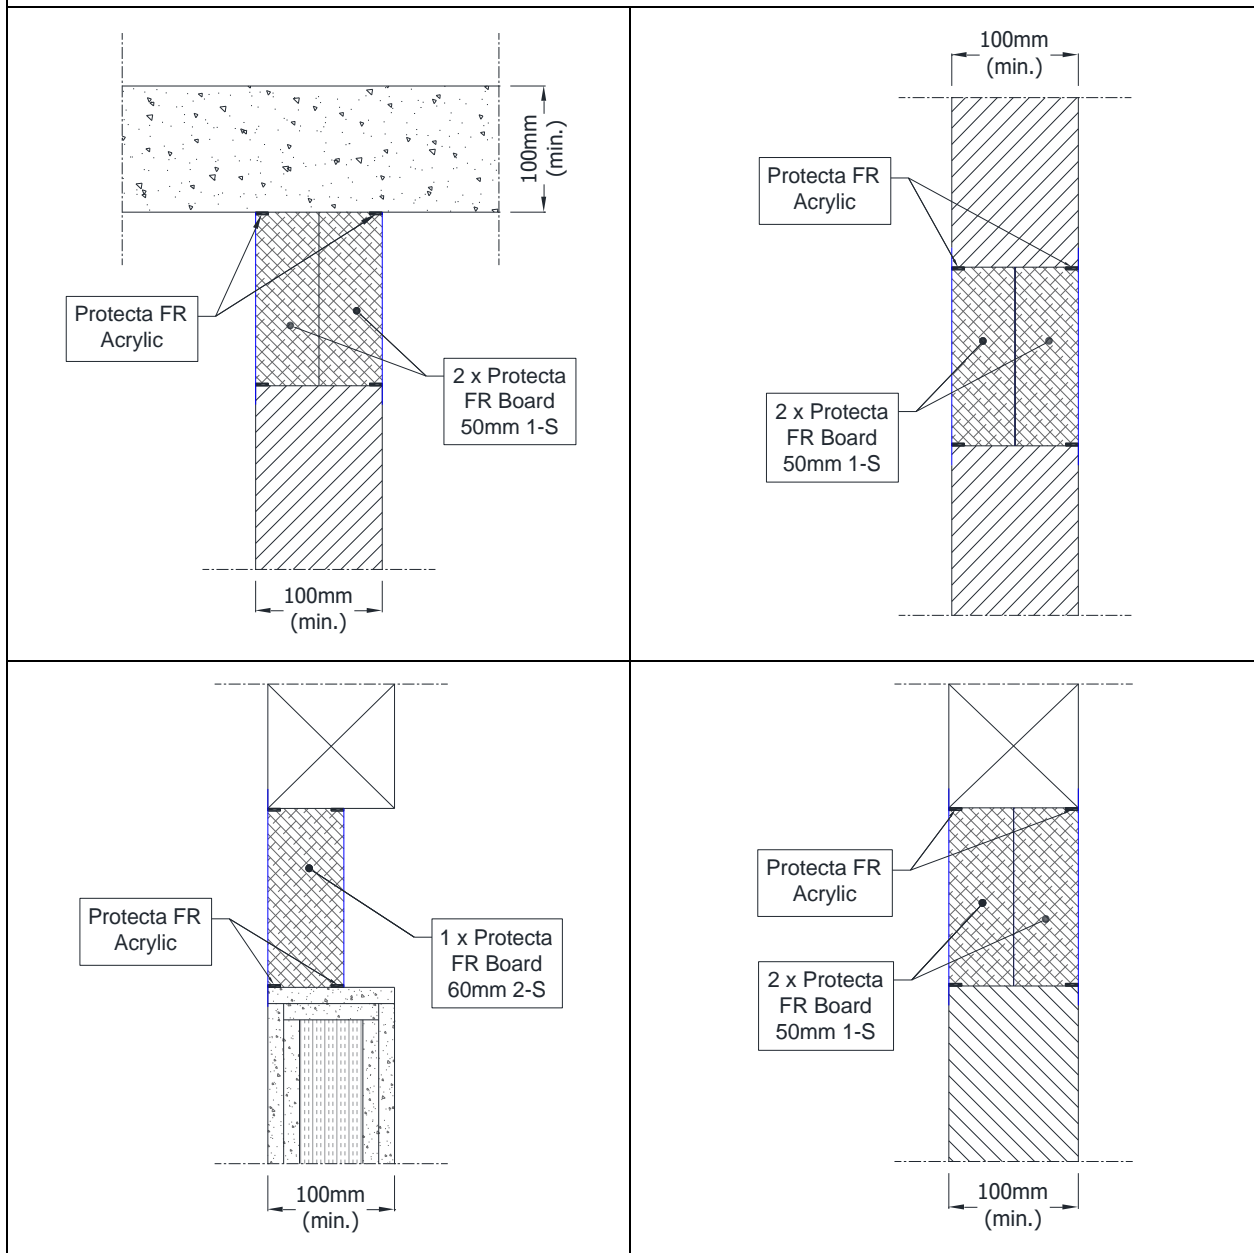 100mm
(min.)
Protecta FR
Acrylic
2 x Protecta
FR Board
50mm 1-S
100mm
(min.)
100mm
(min.)
Protecta FR
Acrylic
2 x Protecta
FR Board
50mm 1-S
Protecta FR
Acrylic
1 x Protecta
FR Board
60mm 2-S
100mm
(min.)
Protecta FR
Acrylic
2 x Protecta
FR Board
50mm 1-S
100mm
(min.)